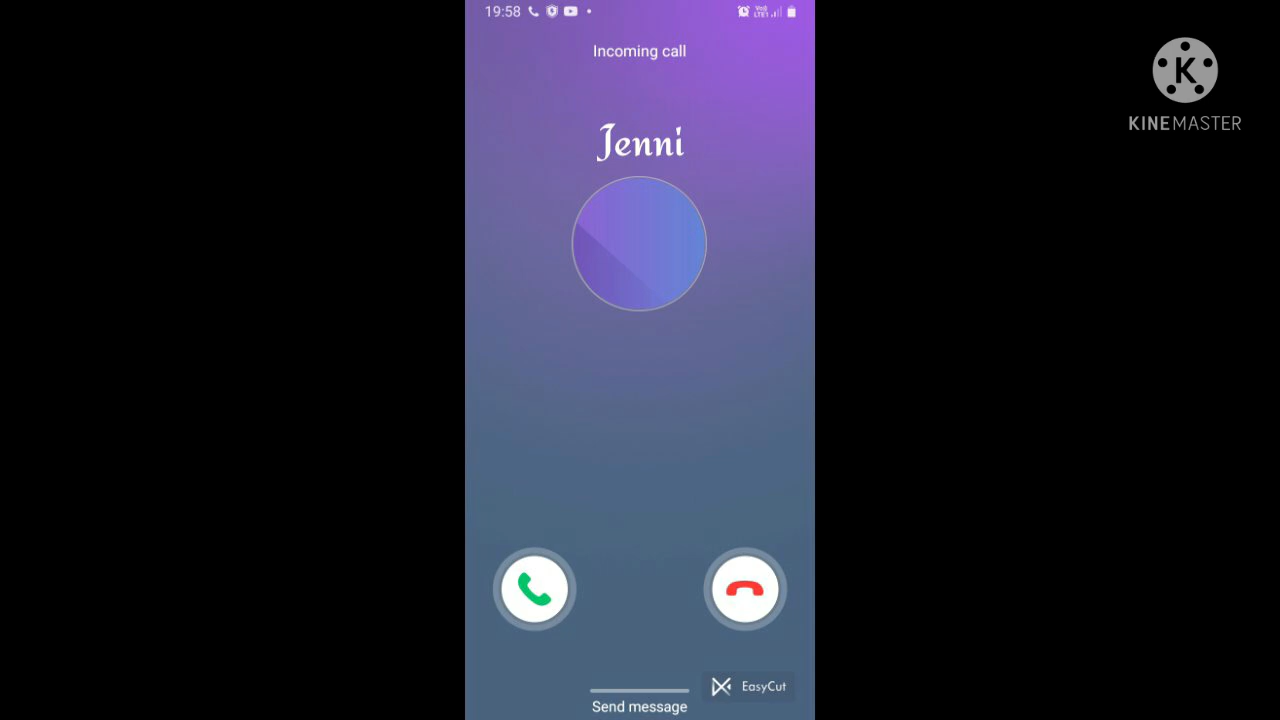 19:58
Incoming call
Jenni
K
KINEMASTER
EasyCut
Send message